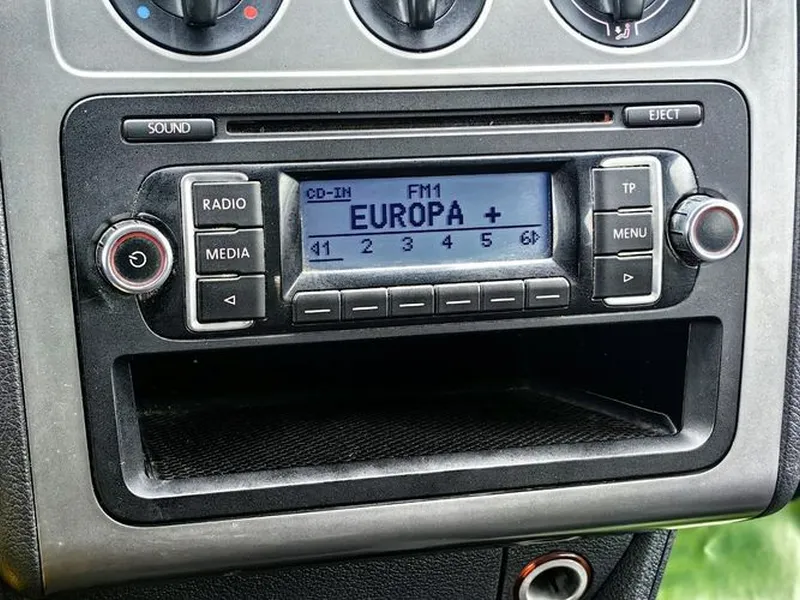 SOUND
EJECT
RADIO
MEDIA
CD-IN FM1
EUROPA +
1 2 3 4 5 6
TP
MENU